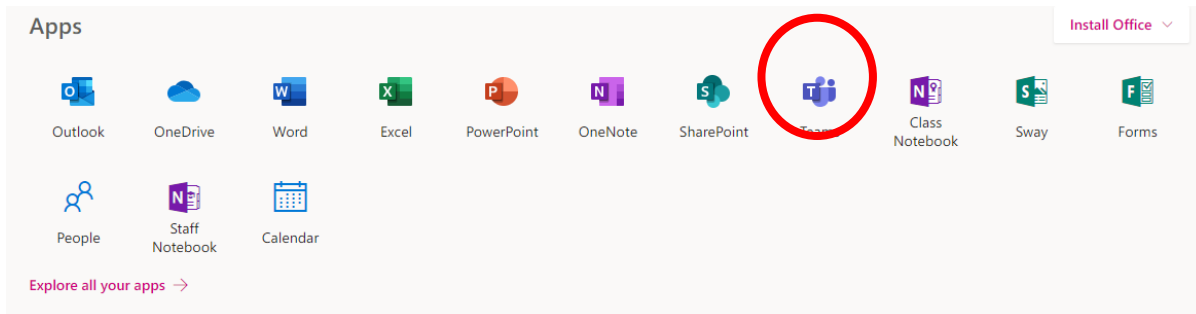 Apps
Install Office
Outlook
OneDrive
Word
Excel
PowerPoint
OneNote
SharePoint
Teams
Class
Notebook
Sway
Forms
People
Staff
Notebook
Calendar
Explore all your apps →